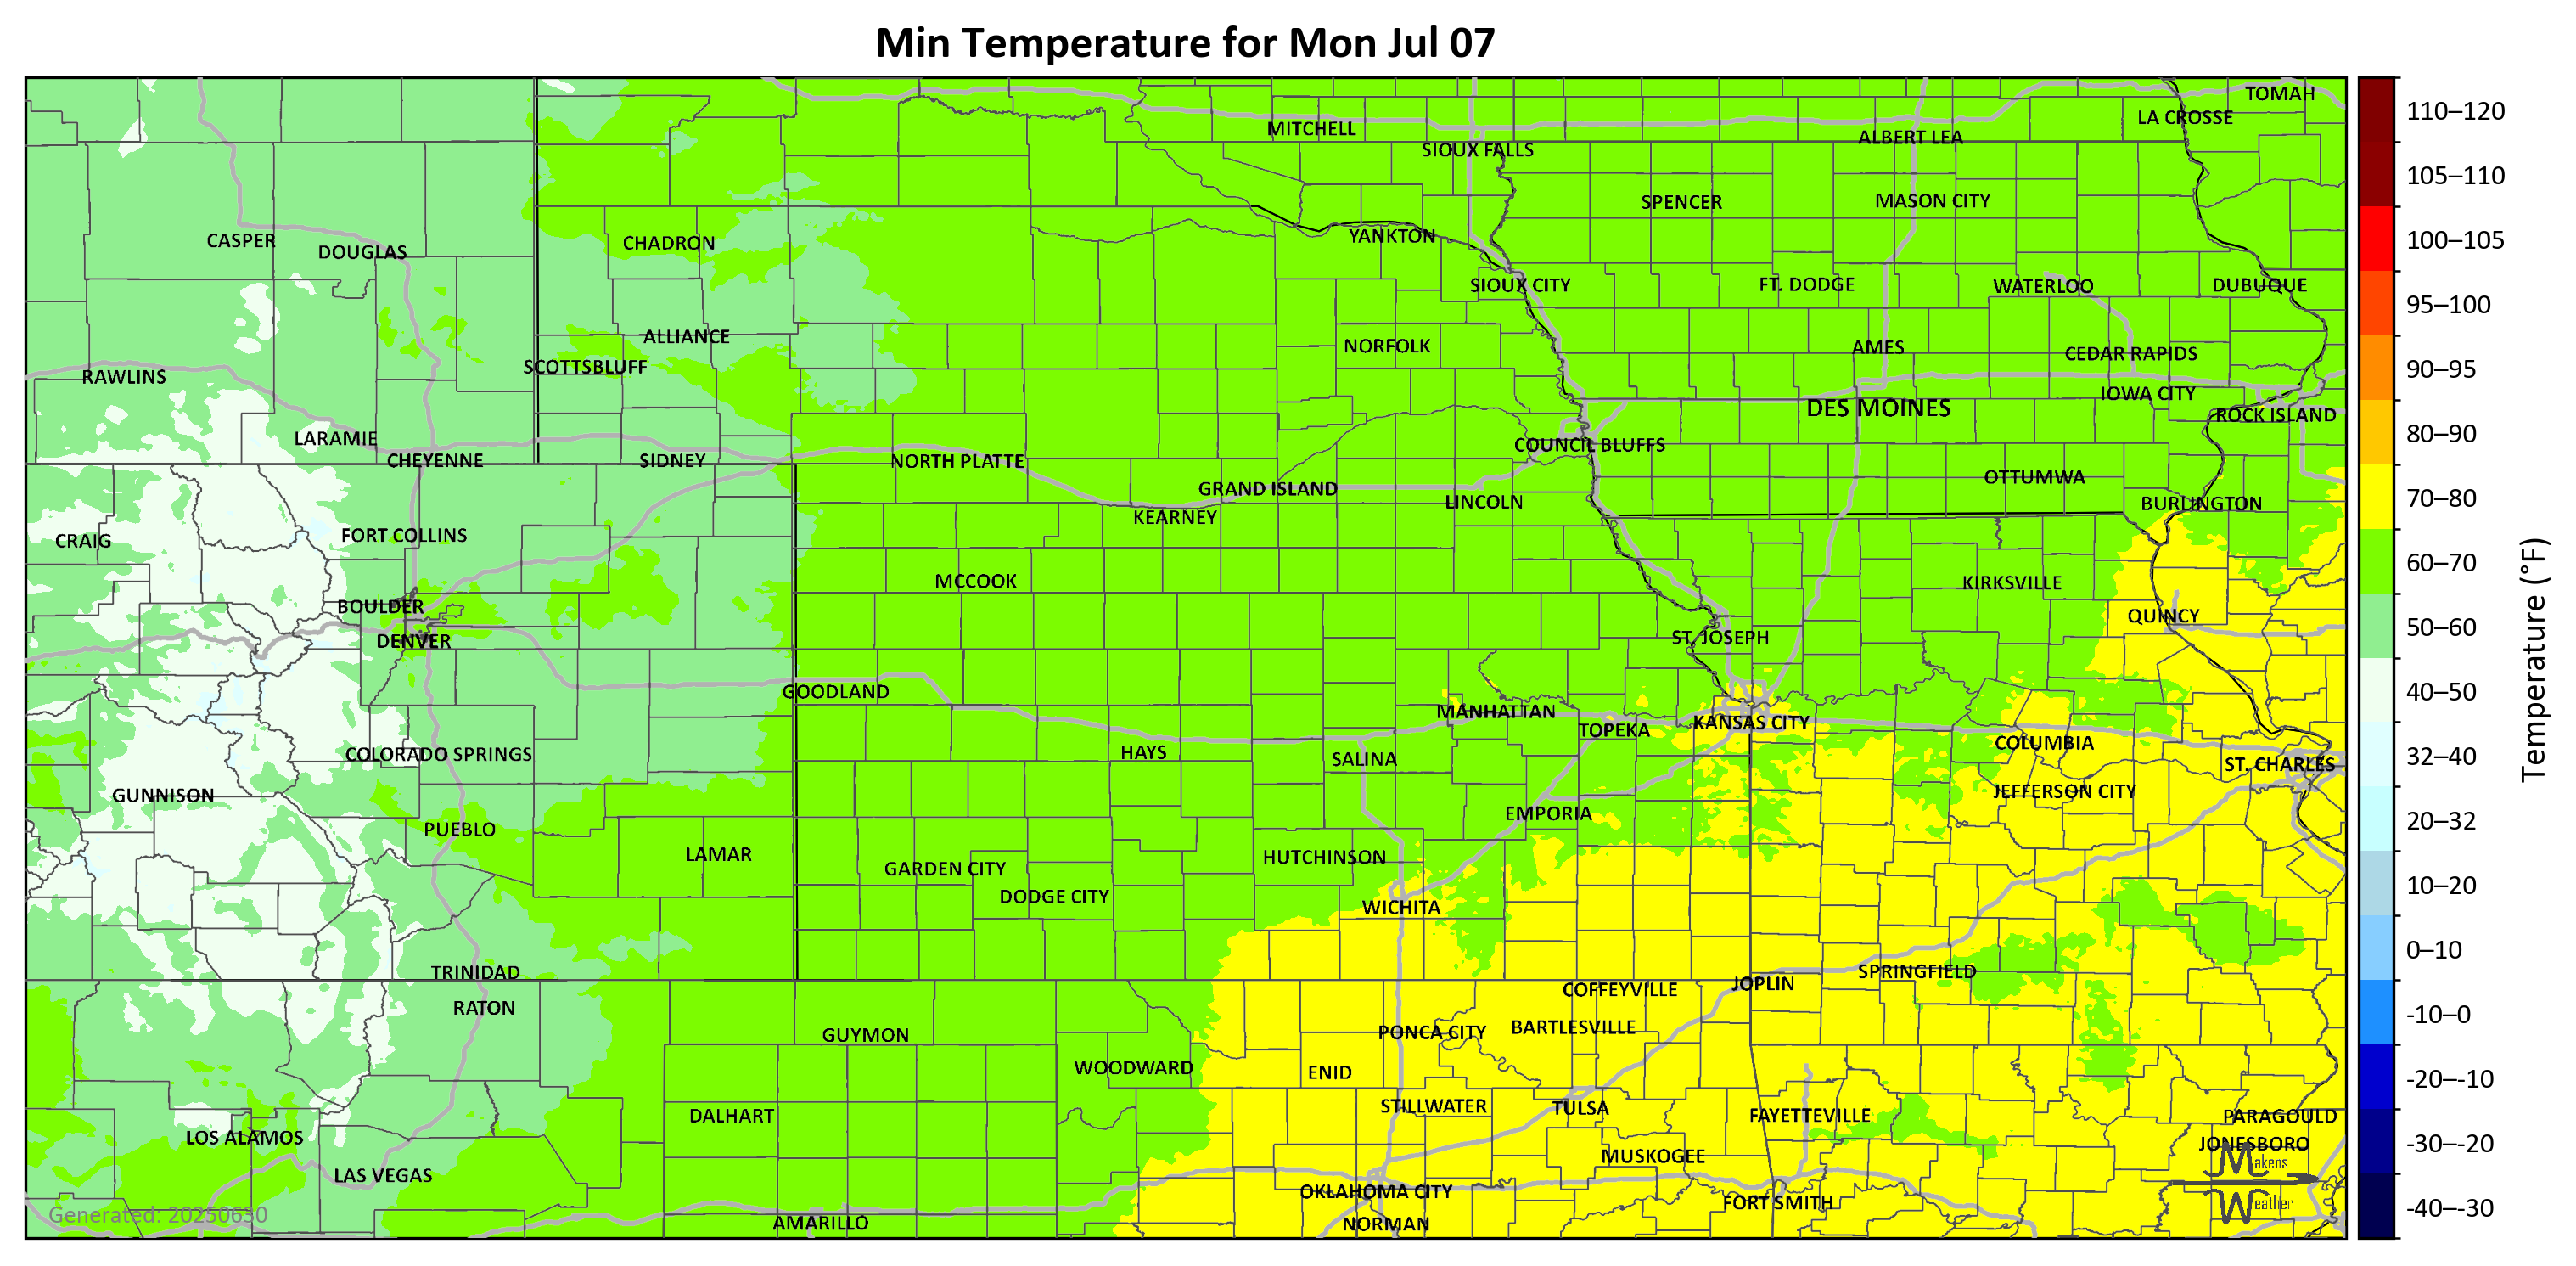 Min Temperature for Mon Jul 07
TOMAH
LA CROSSE
MITCHELL
ALBERT LEA
SIOUX FALLS
SPENCER
MASON CITY
CASPER
DOUGLAS
CHADRON
YANKTON
SIOUX CITY
FT. DODGE
WATERLOO
DUBUQUE
ALLIANCE
NORFOLK
AMES
CEDAR RAPIDS
SCOTTSBLUFF
RAWLINS
IOWA CITY
DES MOINES
ROCK ISLAND
LARAMIE
COUNCIL BLUFFS
CHEYENNE
SIDNEY
NORTH PLATTE
OTTUMWA
GRAND ISLAND
LINCOLN
BURLINGTON
KEARNEY
CRAIG
FORT COLLINS
MCCOOK
KIRKSVILLE
BOULDER
QUINCY
DENVER
ST. JOSEPH
GOODLAND
MANHATTAN
TOPEKA
KANSAS CITY
COLUMBIA
COLORADO SPRINGS
HAYS
SALINA
ST. CHARLES
GUNNISON
JEFFERSON CITY
EMPORIA
PUEBLO
LAMAR
HUTCHINSON
GARDEN CITY
DODGE CITY
WICHITA
TRINIDAD
SPRINGFIELD
JOPLIN
COFFEYVILLE
RATON
GUYMON
PONCA CITY
BARTLESVILLE
WOODWARD
ENID
STILLWATER
TULSA
DALHART
FAYETTEVILLE
PARAGOULD
LOS ALAMOS
JONESBORO
MUSKOGEE
LAS VEGAS
OKLAHOMA CITY
FORT SMITH
AMARILLO
NORMAN
Generated: 20250630
Makens
Weather
110–120
105–110
100–105
95–100
90–95
80–90
70–80
60–70
50–60
40–50
32–40
20–32
10–20
0–10
-10–0
-20–-10
-30–-20
-40–-30
Temperature (°F)